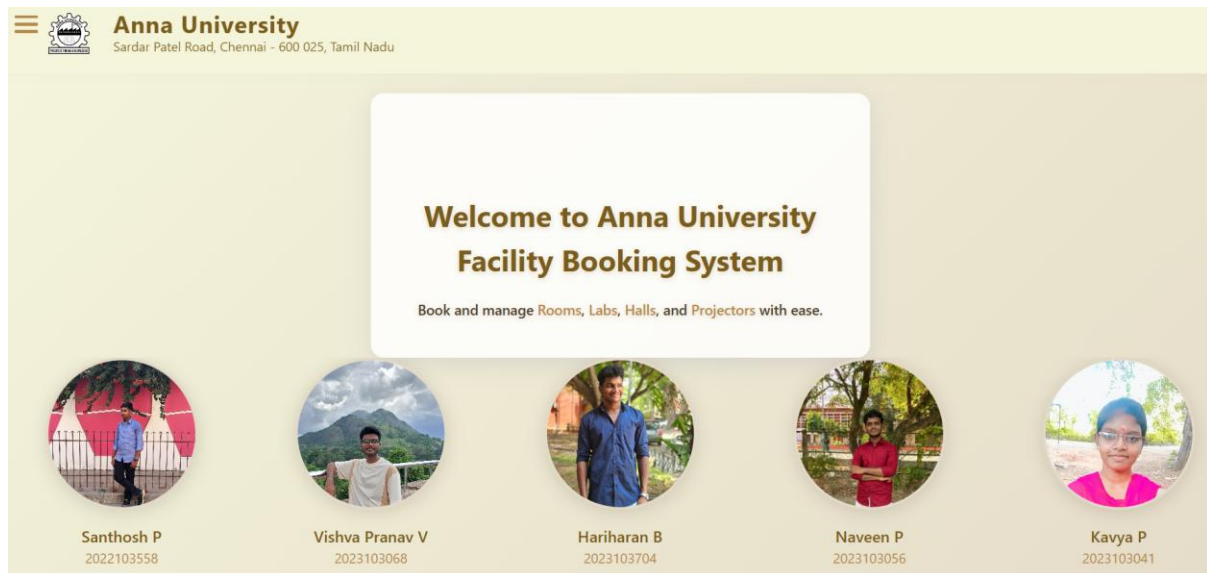 Anna University
Sardar Patel Road, Chennai - 600 025, Tamil Nadu
Welcome to Anna University
Facility Booking System
Book and manage Rooms, Labs, Halls, and Projectors with ease.
Santhosh P
2022103558
Vishva Pranav V
2023103068
Hariharan B
2023103704
Naveen P
2023103056
Kavya P
2023103041